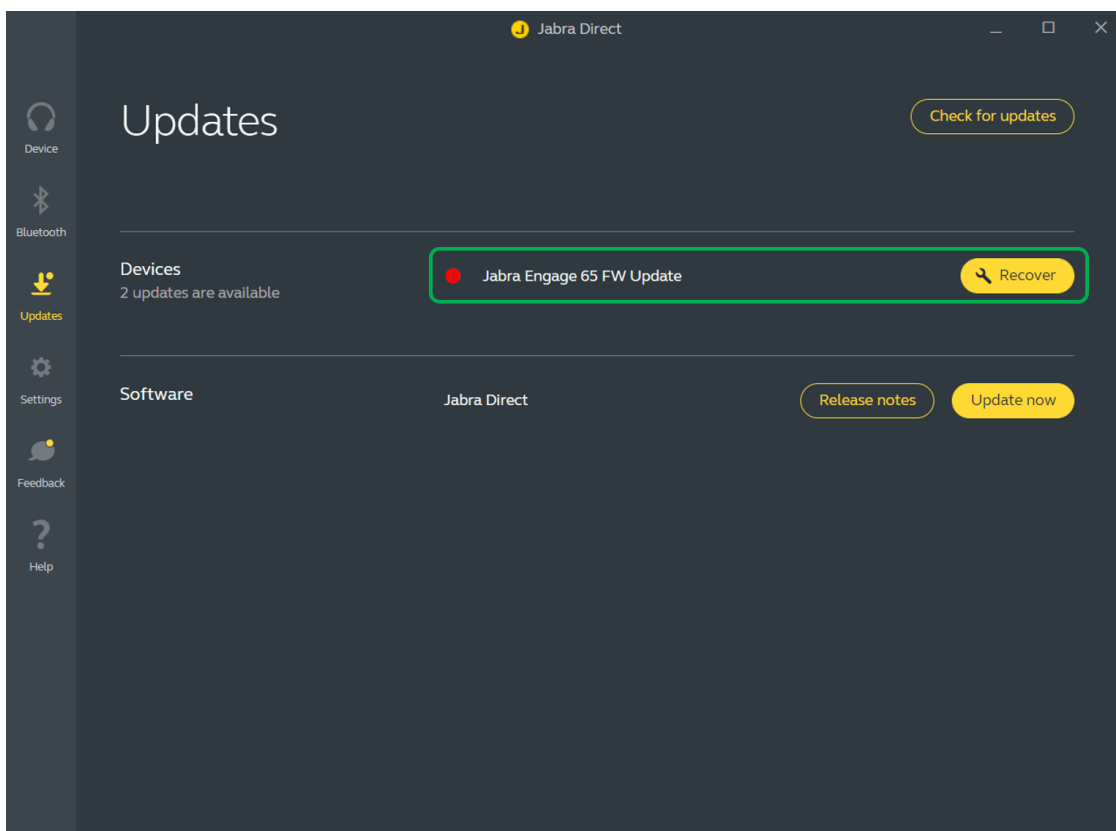 Jabra Direct
Device
Bluetooth
Updates
Settings
Feedback
Help
Updates
Check for updates
Devices
2 updates are available
Jabra Engage 65 FW Update
Recover
Software
Jabra Direct
Release notes
Update now